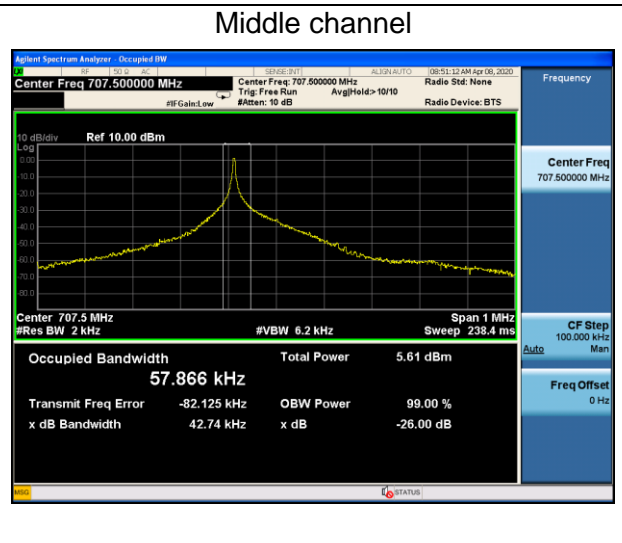 Middle channel
Agilent Spectrum Analyzer - Occupied BW
RF 50 Ω AC SENSE:INT ALIGN AUTO 08:51:12 AM Apr 08, 2020
Center Freq 707.500000 MHz
Center Freq: 707.500000 MHz Radio Std: None
Trig: Free Run Avg|Hold:> 10/10
#IFGain:Low #Atten: 10 dB Radio Device: BTS
10 dB/div Ref 10.00 dBm
Log
0.00
-10.0
-20.0
-30.0
-40.0
-50.0
-60.0
-70.0
-80.0
Center 707.5 MHz Span 1 MHz
#Res BW 2 kHz #VBW 6.2 kHz Sweep 238.4 ms
Occupied Bandwidth Total Power 5.61 dBm
57.866 kHz
Transmit Freq Error -82.125 kHz OBW Power 99.00 %
x dB Bandwidth 42.74 kHz x dB -26.00 dB
MSG STATUS
Frequency
Center Freq
707.500000 MHz
CF Step
100.000 kHz
Auto Man
Freq Offset
0 Hz